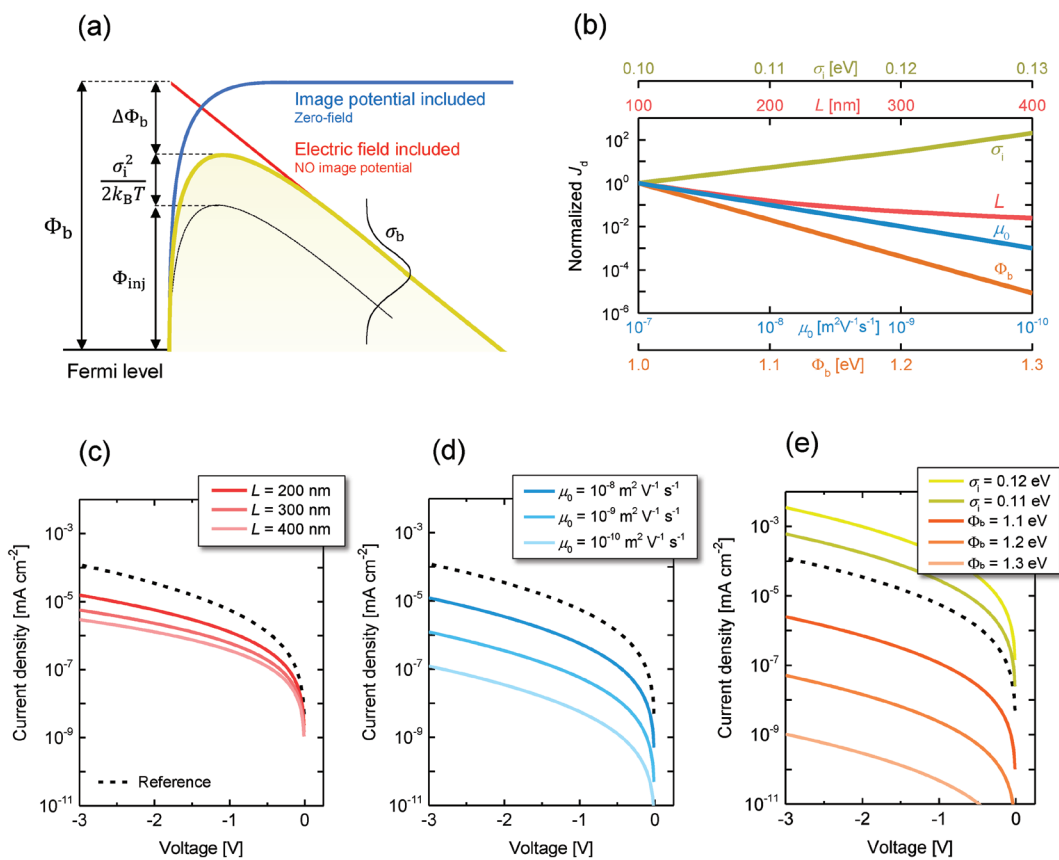 (a)
ΔΦb
σi²
2kBT
Φb
Φinj
Image potential included
Zero-field
Electric field included
NO image potential
σb
Fermi level
(b)
0.10 0.11 σi [eV] 0.12 0.13
100 200 L [nm] 300 400
10² 10⁰ 10⁻² 10⁻⁴ 10⁻⁶
Normalized Jd
σi
L
μ0
Φb
10⁻⁷ 10⁻⁸ μ0 [m²V⁻¹s⁻¹] 10⁻⁹ 10⁻¹⁰
1.0 1.1 Φb [eV] 1.2 1.3
(c)
L = 200 nm
L = 300 nm
L = 400 nm
10⁻³
10⁻⁵
10⁻⁷
10⁻⁹
10⁻¹¹
Current density [mA cm⁻²]
Reference
-3 -2 -1 0
Voltage [V]
(d)
μ0 = 10⁻⁸ m² V⁻¹ s⁻¹
μ0 = 10⁻⁹ m² V⁻¹ s⁻¹
μ0 = 10⁻¹⁰ m² V⁻¹ s⁻¹
10⁻³
10⁻⁵
10⁻⁷
10⁻⁹
10⁻¹¹
Current density [mA cm⁻²]
-3 -2 -1 0
Voltage [V]
(e)
σi = 0.12 eV
σi = 0.11 eV
Φb = 1.1 eV
Φb = 1.2 eV
Φb = 1.3 eV
10⁻³
10⁻⁵
10⁻⁷
10⁻⁹
10⁻¹¹
Current density [mA cm⁻²]
-3 -2 -1 0
Voltage [V]